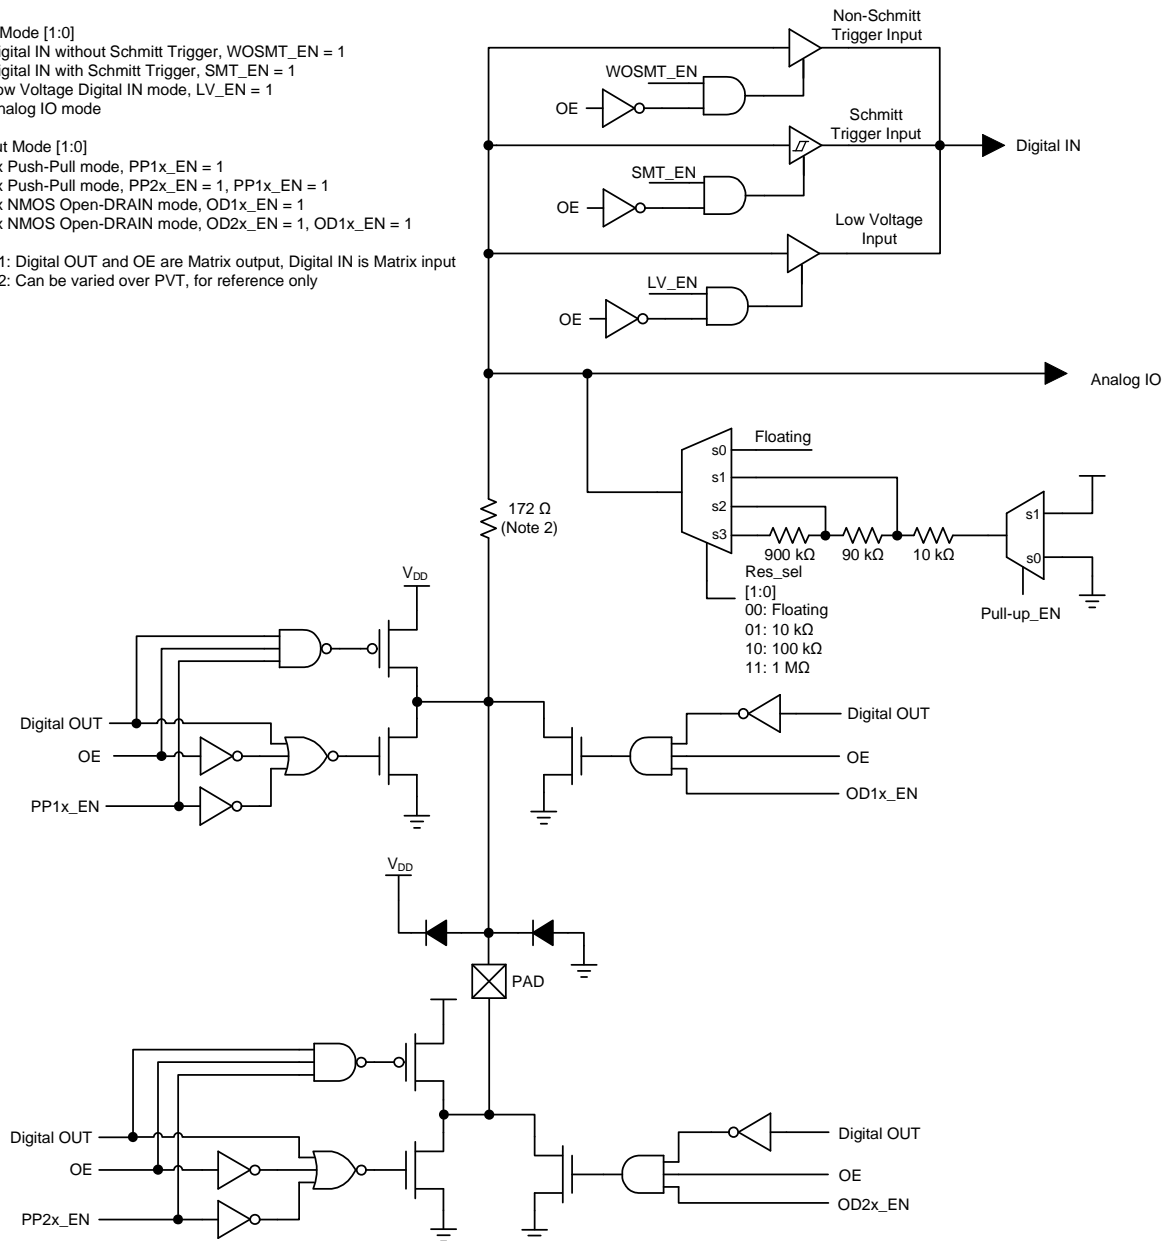 Mode [1:0]
igital IN without Schmitt Trigger, WOSMT_EN = 1
igital IN with Schmitt Trigger, SMT_EN = 1
ow Voltage Digital IN mode, LV_EN = 1
nalog IO mode
ut Mode [1:0]
x Push-Pull mode, PP1x_EN = 1
x Push-Pull mode, PP2x_EN = 1, PP1x_EN = 1
x NMOS Open-DRAIN mode, OD1x_EN = 1
x NMOS Open-DRAIN mode, OD2x_EN = 1, OD1x_EN = 1
1: Digital OUT and OE are Matrix output, Digital IN is Matrix input
2: Can be varied over PVT, for reference only
Non-Schmitt
Trigger Input
WOSMT_EN
OE
Schmitt
Trigger Input
Digital IN
SMT_EN
OE
Low Voltage
Input
LV_EN
OE
Analog IO
Floating
s0
s1
s2
s3
172 Ω
(Note 2)
900 kΩ
90 kΩ
10 kΩ
s1
s0
Pull-up_EN
Res_sel
[1:0]
00: Floating
01: 10 kΩ
10: 100 kΩ
11: 1 MΩ
VDD
Digital OUT
OE
PP1x_EN
Digital OUT
OE
OD1x_EN
VDD
PAD
Digital OUT
OE
PP2x_EN
Digital OUT
OE
OD2x_EN